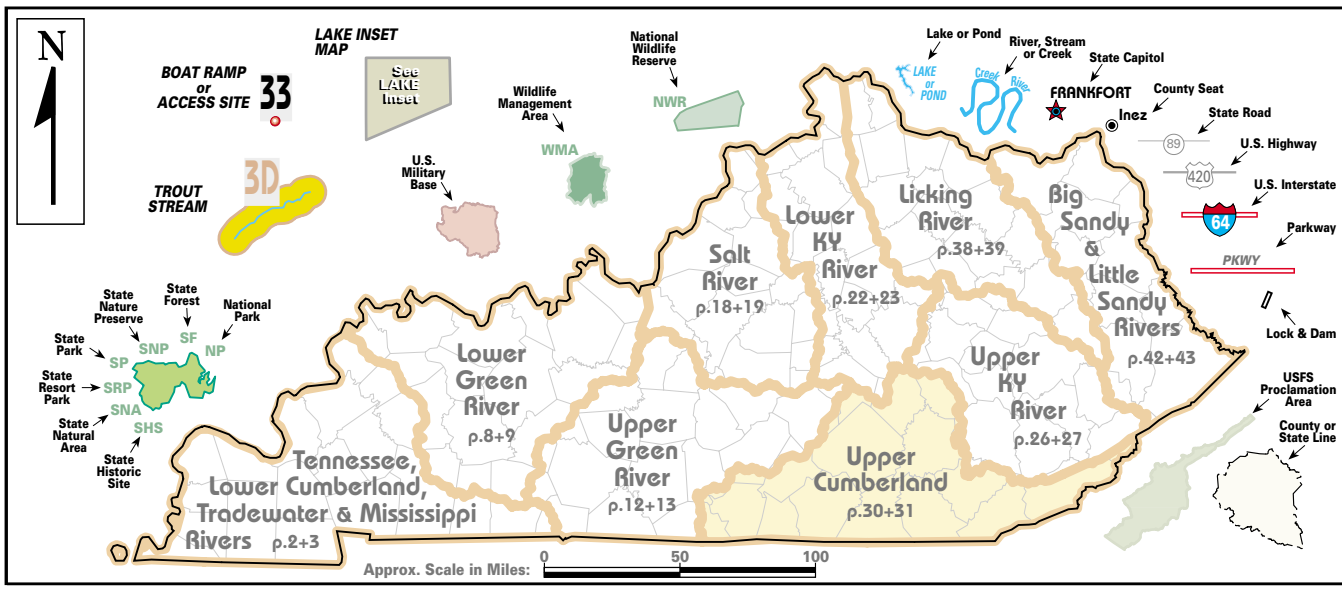 N
BOAT RAMP
or
ACCESS SITE
33
LAKE INSET
MAP
See
LAKE
Inset
TROUT
STREAM
3D
U.S.
Military
Base
Wildlife
Management
Area
WMA
National
Wildlife
Reserve
NWR
Lake or Pond
LAKE
or
POND
River, Stream
or Creek
Creek
River
State Capitol
FRANKFORT
County Seat
Inez
State Road
89
U.S. Highway
420
U.S. Interstate
64
Parkway
PKWY
Lock & Dam
USFS
Proclamation
Area
County or
State Line
State
Forest
SF
State
Nature
Preserve
SNP
National
Park
NP
State
Park
SP
State
Resort
Park
SRP
State
Natural
Area
SNA
State
Historic
Site
SHS
Tennessee,
Lower Cumberland,
Tradewater & Mississippi
Rivers p.2+3
Lower
Green
River
p.8+9
Upper
Green
River
p.12+13
Salt
River
p.18+19
Lower
KY
River
p.22+23
Licking
River
p.38+39
Big
Sandy
&
Little
Sandy
Rivers
p.42+43
Upper
KY
River
p.26+27
Upper
Cumberland
p.30+31
Approx. Scale in Miles:
0 50 100